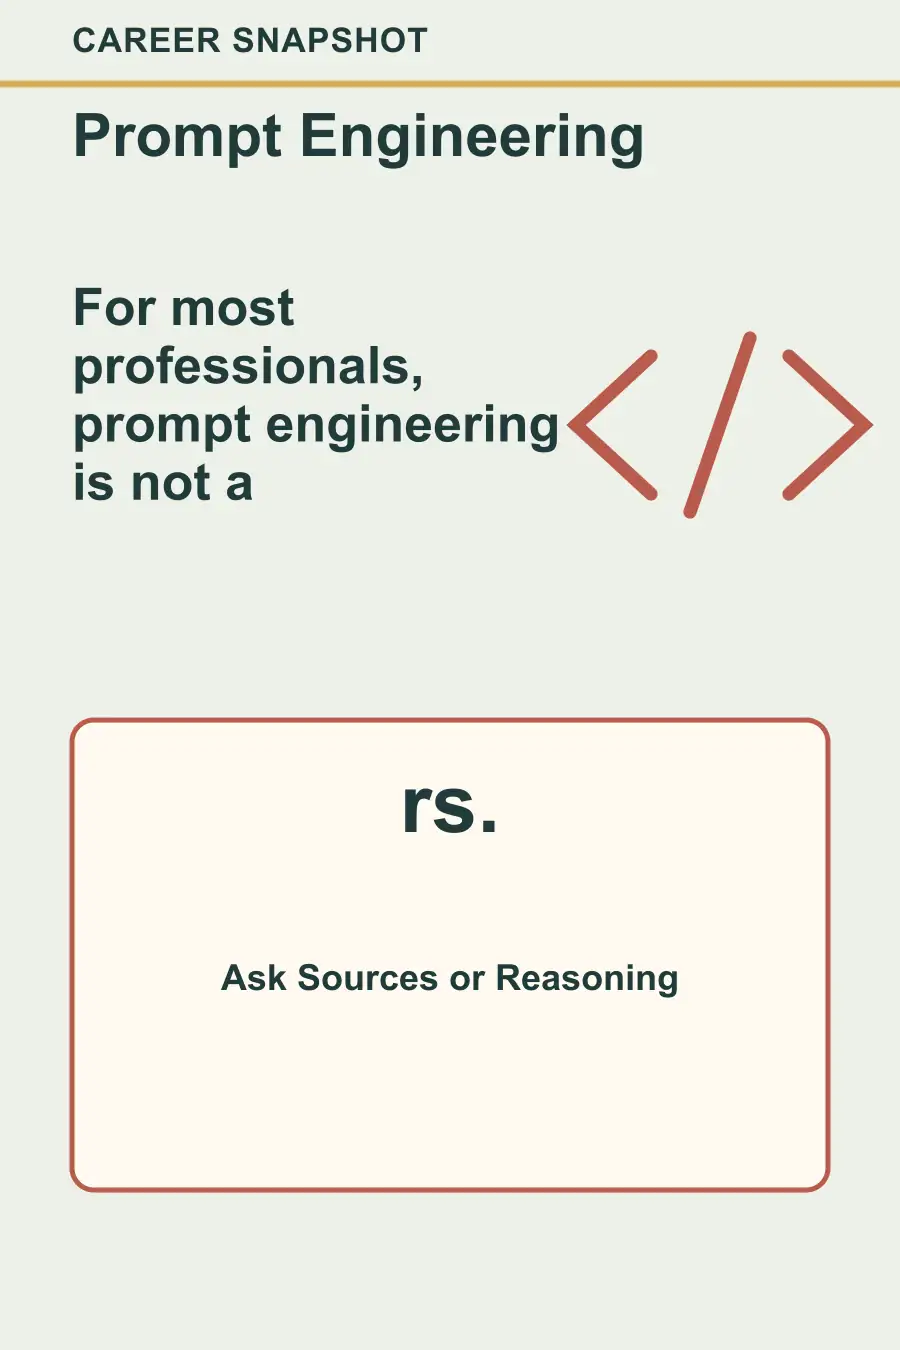 CAREER SNAPSHOT
Prompt Engineering
For most
professionals,
prompt engineering
is not a
rs.
Ask Sources or Reasoning